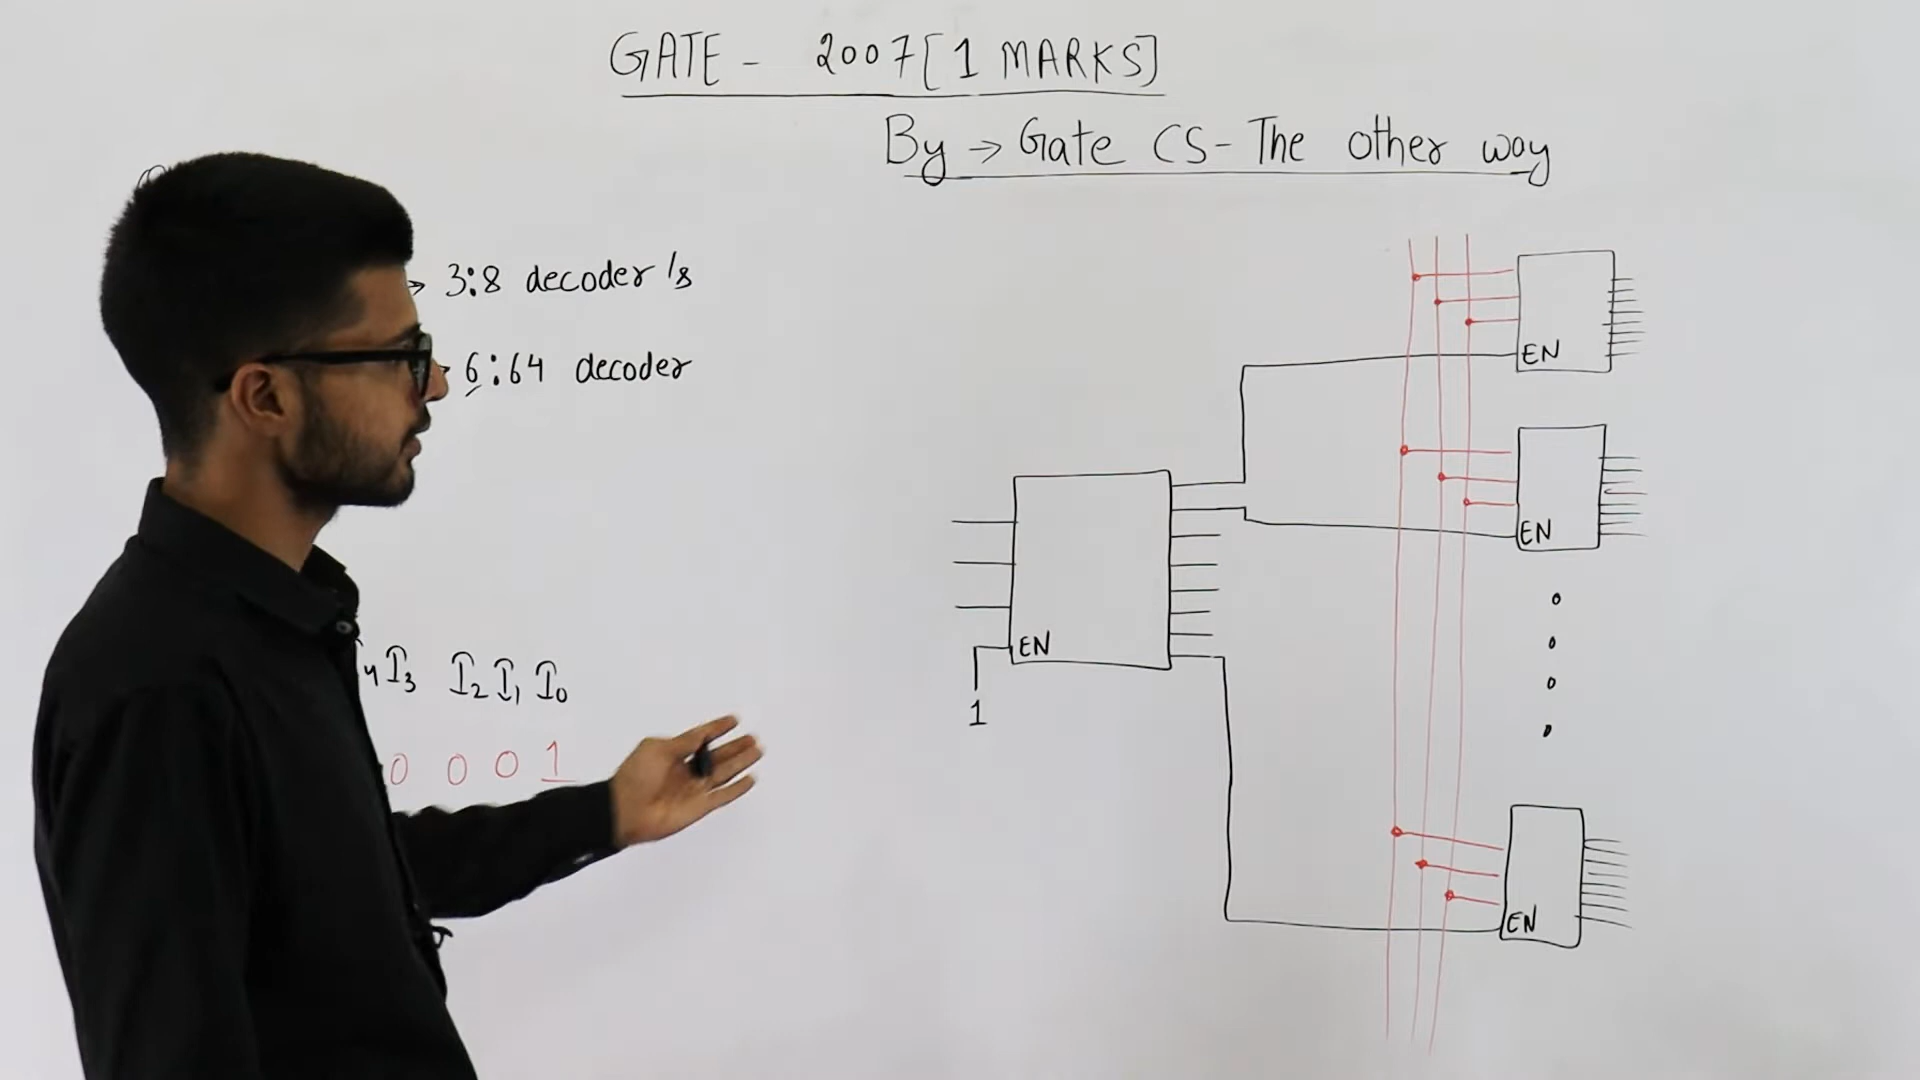 GATE - 2007 [1 MARKS]
By → Gate CS - The other way
→ 3:8 decoder/s
6:64 decoder
EN
EN
EN
1
EN
4 I3 I2 I1 I0
0 0 0 1